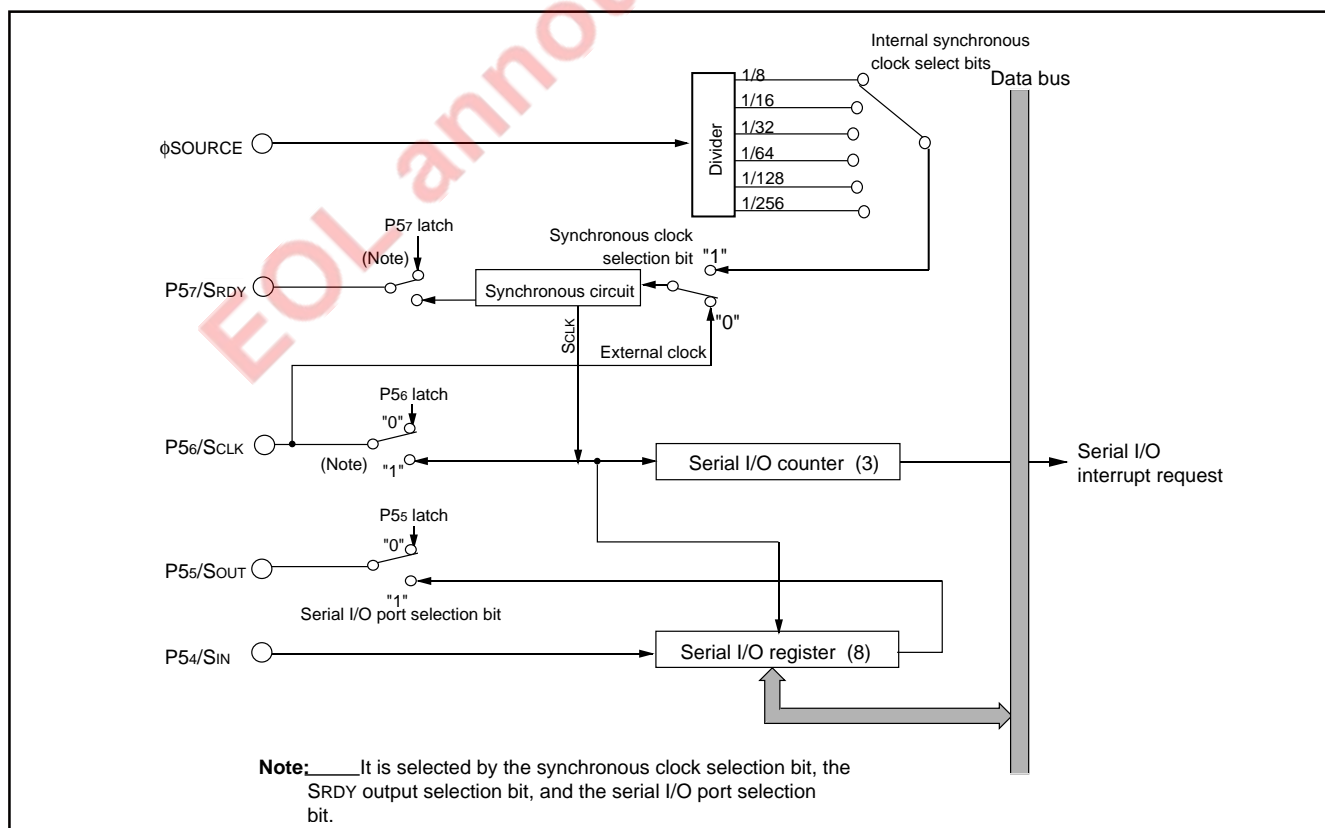 EOL anno
Internal synchronous
clock select bits
Data bus
1/8
1/16
1/32
1/64
1/128
1/256
Divider
φSOURCE
P57 latch
(Note)
P57/SRDY
Synchronous clock
selection bit
"1"
Synchronous circuit
"0"
SCLK
External clock
P56 latch
"0"
P56/SCLK
(Note)
"1"
Serial I/O counter (3)
Serial I/O
interrupt request
P55 latch
"0"
P55/SOUT
"1"
Serial I/O port selection bit
P54/SIN
Serial I/O register (8)
Note: It is selected by the synchronous clock selection bit, the
SRDY output selection bit, and the serial I/O port selection
bit.